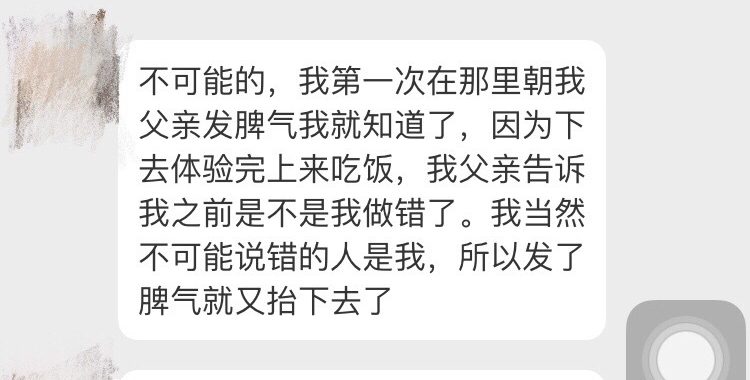 不可能的，我第一次在那里朝我
父亲发脾气我就知道了，因为下
去体验完上来吃饭，我父亲告诉
我之前是不是我做错了。我当然
不可能说错的人是我，所以发了
脾气就又抬下去了